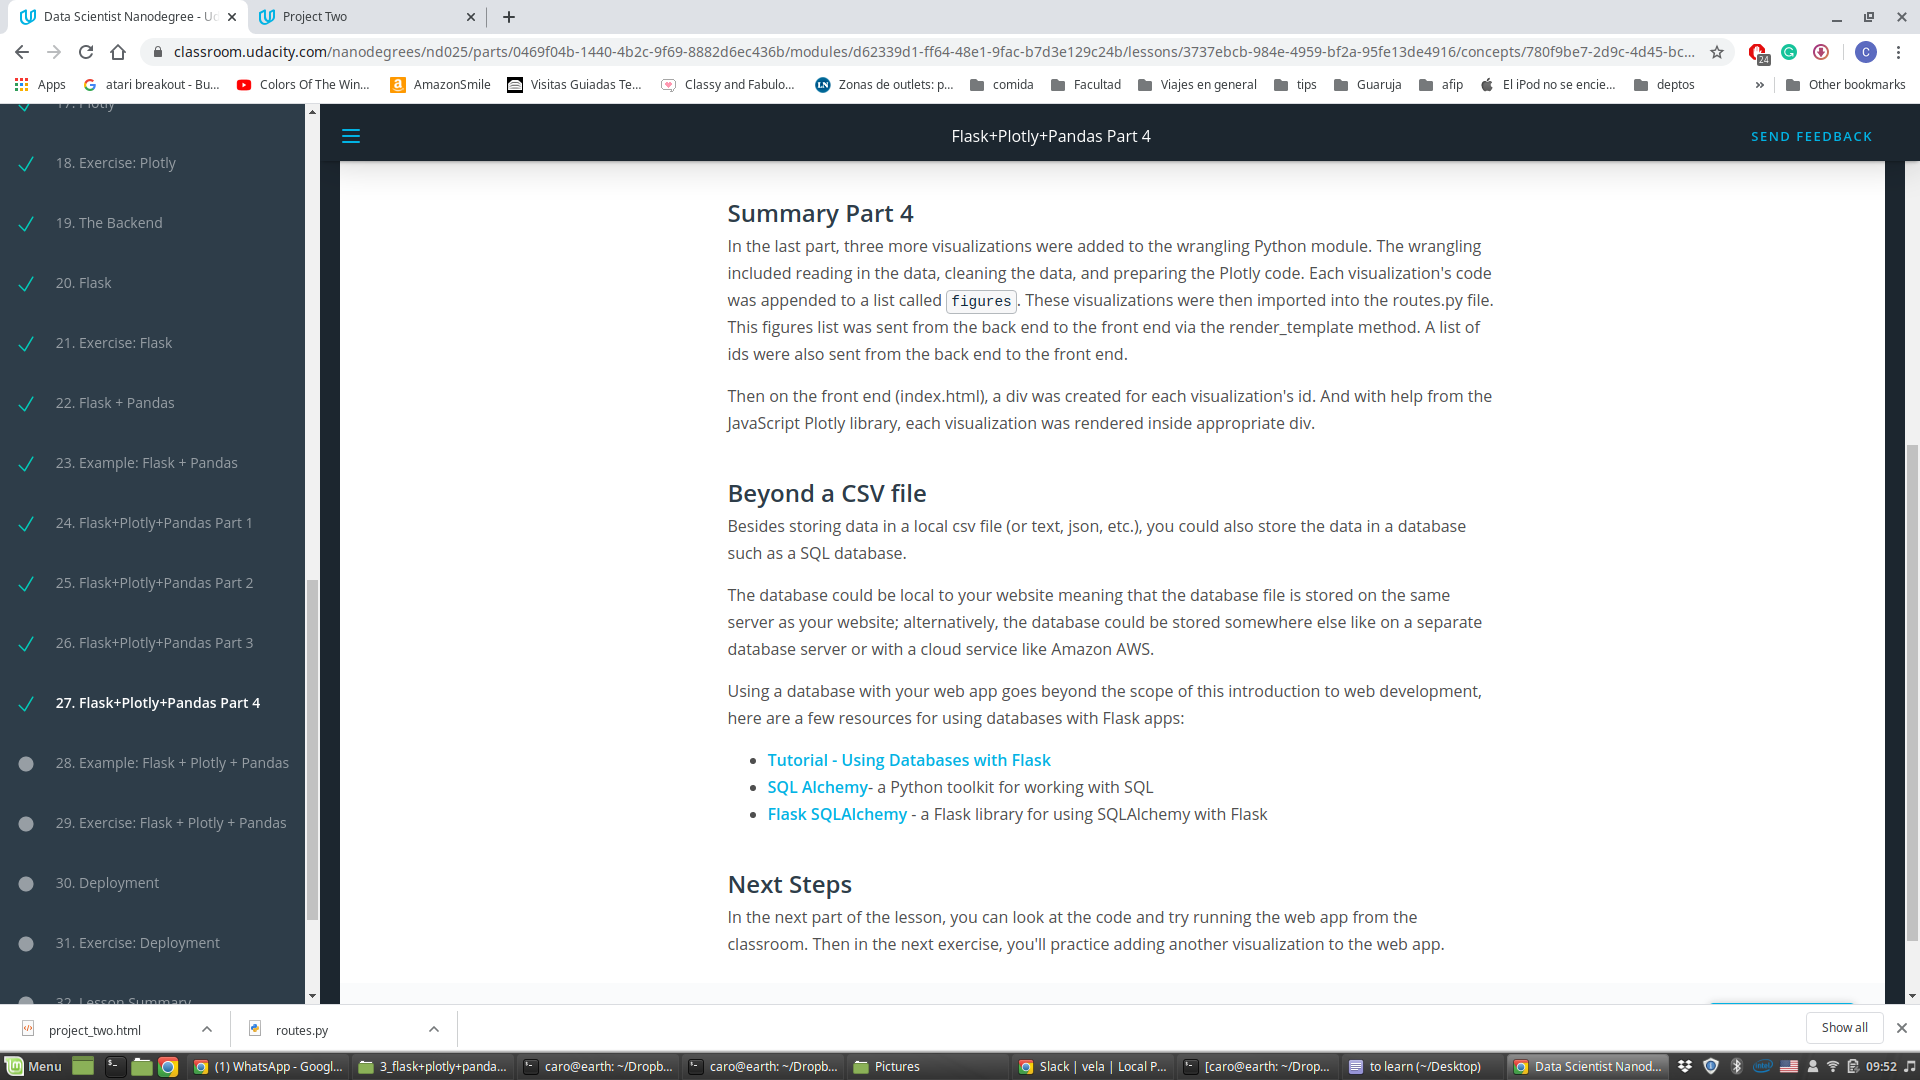 Data Scientist Nanodegree - Ud
Project Two
classroom.udacity.com/nanodegrees/nd025/parts/0469f04b-1440-4b2c-9f69-8882d6ec436b/modules/d62339d1-ff64-48e1-9fac-b7d3e129c24b/lessons/3737ebcb-984e-4959-bf2a-95fe13de4916/concepts/780f9be7-2d9c-4d45-bc...
24
C
Apps
atari breakout - Bu...
Colors Of The Win...
AmazonSmile
Visitas Guiadas Te...
Classy and Fabulo...
Zonas de outlets: p...
comida
Facultad
Viajes en general
tips
Guaruja
afip
El iPod no se encie...
deptos
»
Other bookmarks
17. Plotly
18. Exercise: Plotly
19. The Backend
20. Flask
21. Exercise: Flask
22. Flask + Pandas
23. Example: Flask + Pandas
24. Flask+Plotly+Pandas Part 1
25. Flask+Plotly+Pandas Part 2
26. Flask+Plotly+Pandas Part 3
27. Flask+Plotly+Pandas Part 4
28. Example: Flask + Plotly + Pandas
29. Exercise: Flask + Plotly + Pandas
30. Deployment
31. Exercise: Deployment
32. Lesson Summary
Flask+Plotly+Pandas Part 4
SEND FEEDBACK
Summary Part 4
In the last part, three more visualizations were added to the wrangling Python module. The wrangling
included reading in the data, cleaning the data, and preparing the Plotly code. Each visualization's code
was appended to a list called figures. These visualizations were then imported into the routes.py file.
This figures list was sent from the back end to the front end via the render_template method. A list of
ids were also sent from the back end to the front end.
Then on the front end (index.html), a div was created for each visualization's id. And with help from the
JavaScript Plotly library, each visualization was rendered inside appropriate div.
Beyond a CSV file
Besides storing data in a local csv file (or text, json, etc.), you could also store the data in a database
such as a SQL database.
The database could be local to your website meaning that the database file is stored on the same
server as your website; alternatively, the database could be stored somewhere else like on a separate
database server or with a cloud service like Amazon AWS.
Using a database with your web app goes beyond the scope of this introduction to web development,
here are a few resources for using databases with Flask apps:
• Tutorial - Using Databases with Flask
• SQL Alchemy- a Python toolkit for working with SQL
• Flask SQLAlchemy - a Flask library for using SQLAlchemy with Flask
Next Steps
In the next part of the lesson, you can look at the code and try running the web app from the
classroom. Then in the next exercise, you'll practice adding another visualization to the web app.
project_two.html
routes.py
Show all
Menu
(1) WhatsApp - Googl...
3_flask+plotly+panda...
caro@earth: ~/Dropb...
caro@earth: ~/Dropb...
Pictures
Slack | vela | Local P...
[caro@earth: ~/Drop...
to learn (~/Desktop)
Data Scientist Nanod...
09:52